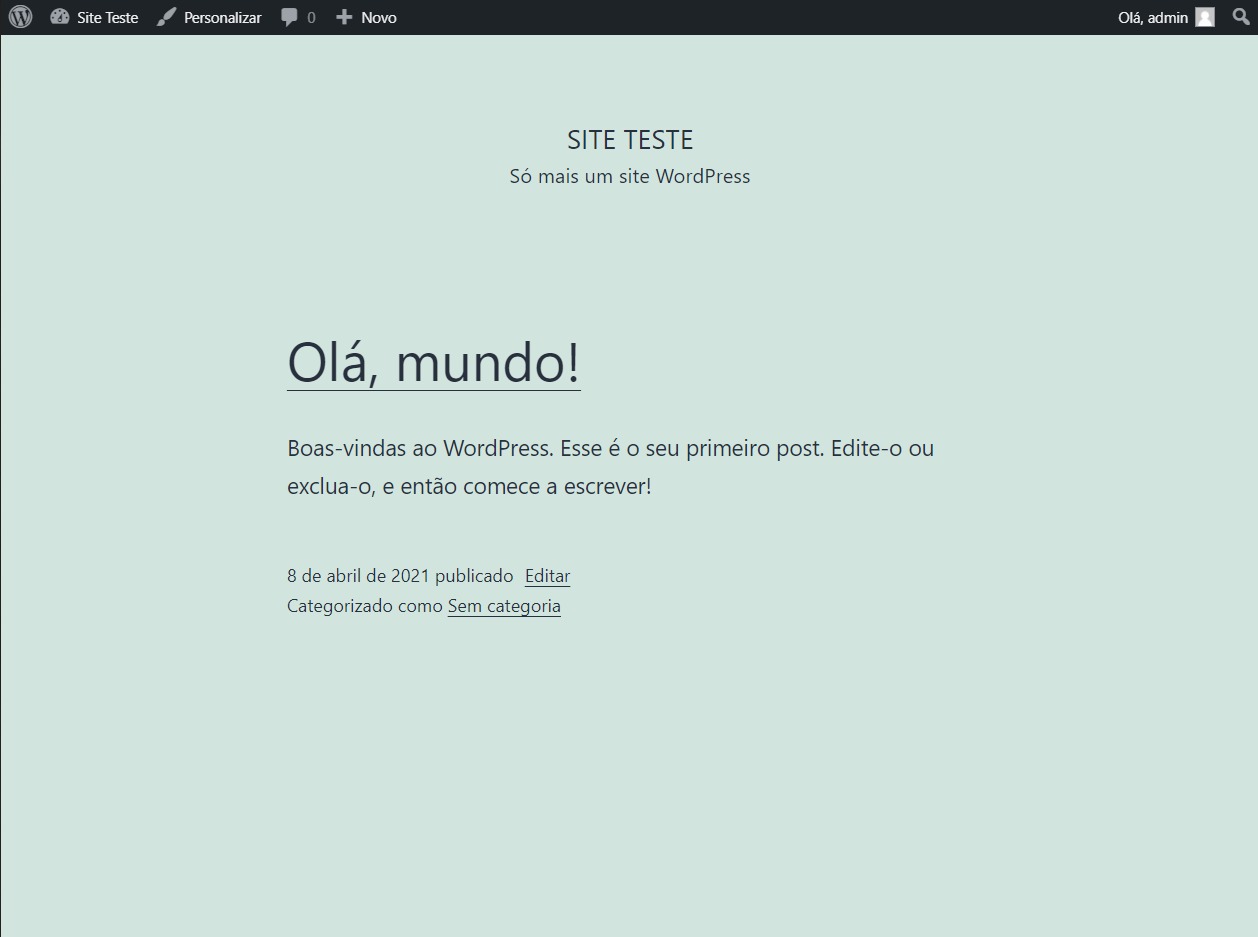 Site Teste Personalizar 0 Novo Olá, admin
SITE TESTE
Só mais um site WordPress
Olá, mundo!
Boas-vindas ao WordPress. Esse é o seu primeiro post. Edite-o ou
exclua-o, e então comece a escrever!
8 de abril de 2021 publicado Editar
Categorizado como Sem categoria